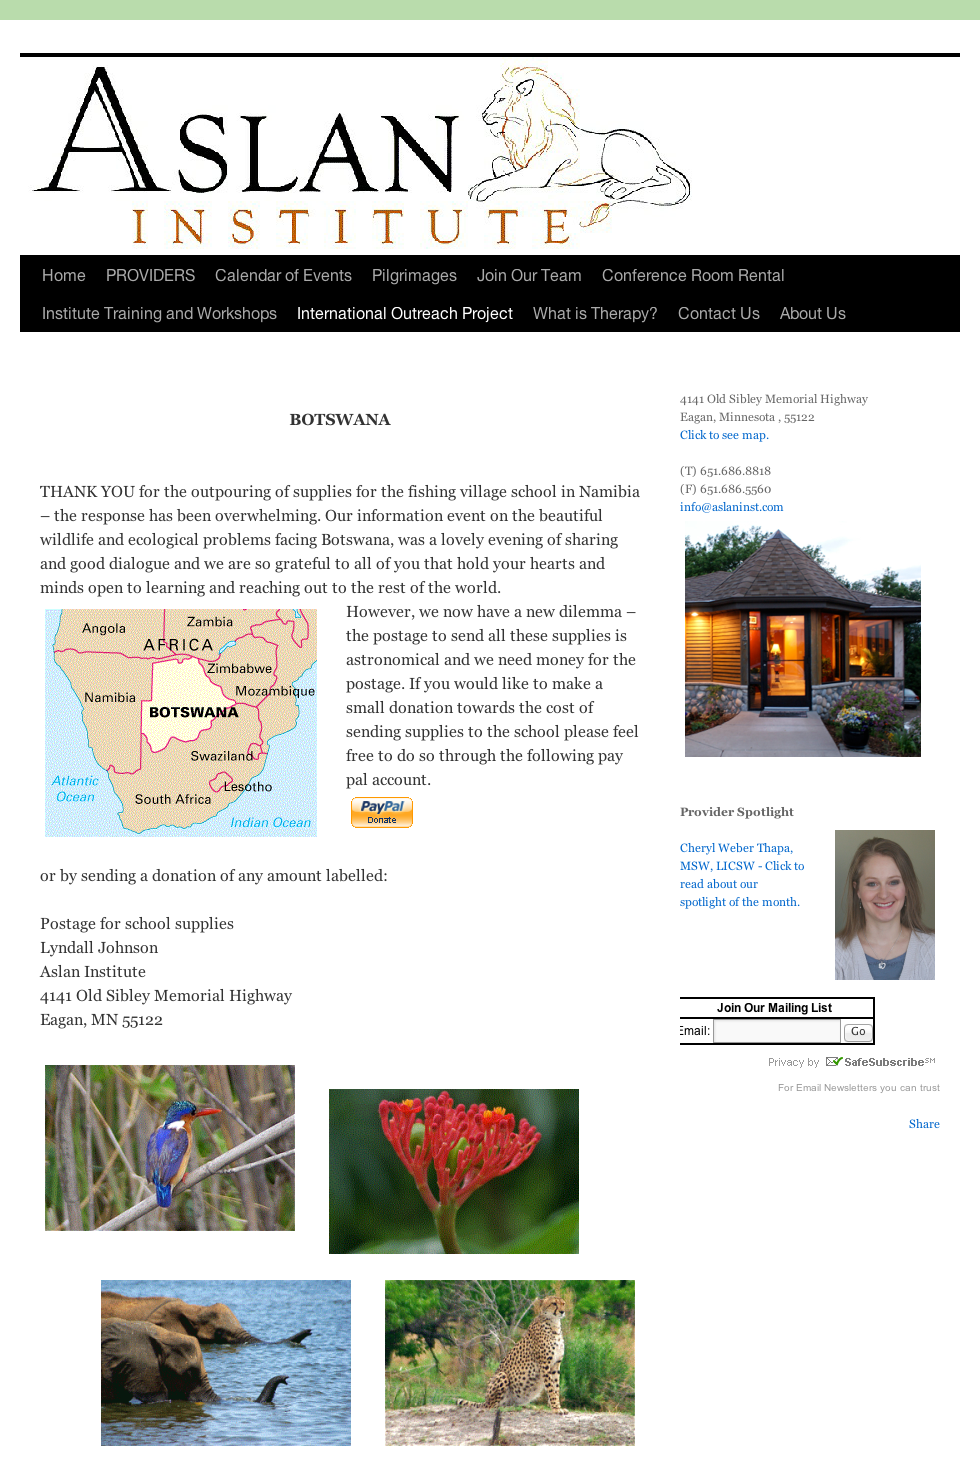 ASLAN
INSTITUTE
Home PROVIDERS Calendar of Events Pilgrimages Join Our Team Conference Room Rental
Institute Training and Workshops International Outreach Project What is Therapy? Contact Us About Us
BOTSWANA
THANK YOU for the outpouring of supplies for the fishing village school in Namibia
– the response has been overwhelming. Our information event on the beautiful
wildlife and ecological problems facing Botswana, was a lovely evening of sharing
and good dialogue and we are so grateful to all of you that hold your hearts and
minds open to learning and reaching out to the rest of the world.
Angola
Zambia
AFRICA
Zimbabwe
Namibia
Mozambique
BOTSWANA
Swaziland
Atlantic
Ocean
Lesotho
South Africa
Indian Ocean
However, we now have a new dilemma –
the postage to send all these supplies is
astronomical and we need money for the
postage. If you would like to make a
small donation towards the cost of
sending supplies to the school please feel
free to do so through the following pay
pal account.
PayPal
Donate
or by sending a donation of any amount labelled:
Postage for school supplies
Lyndall Johnson
Aslan Institute
4141 Old Sibley Memorial Highway
Eagan, MN 55122
4141 Old Sibley Memorial Highway
Eagan, Minnesota , 55122
Click to see map.
(T) 651.686.8818
(F) 651.686.5560
info@aslaninst.com
Provider Spotlight
Cheryl Weber Thapa,
MSW, LICSW - Click to
read about our
spotlight of the month.
Join Our Mailing List
Email: Go
Privacy by SafeSubscribe℠
For Email Newsletters you can trust
Share